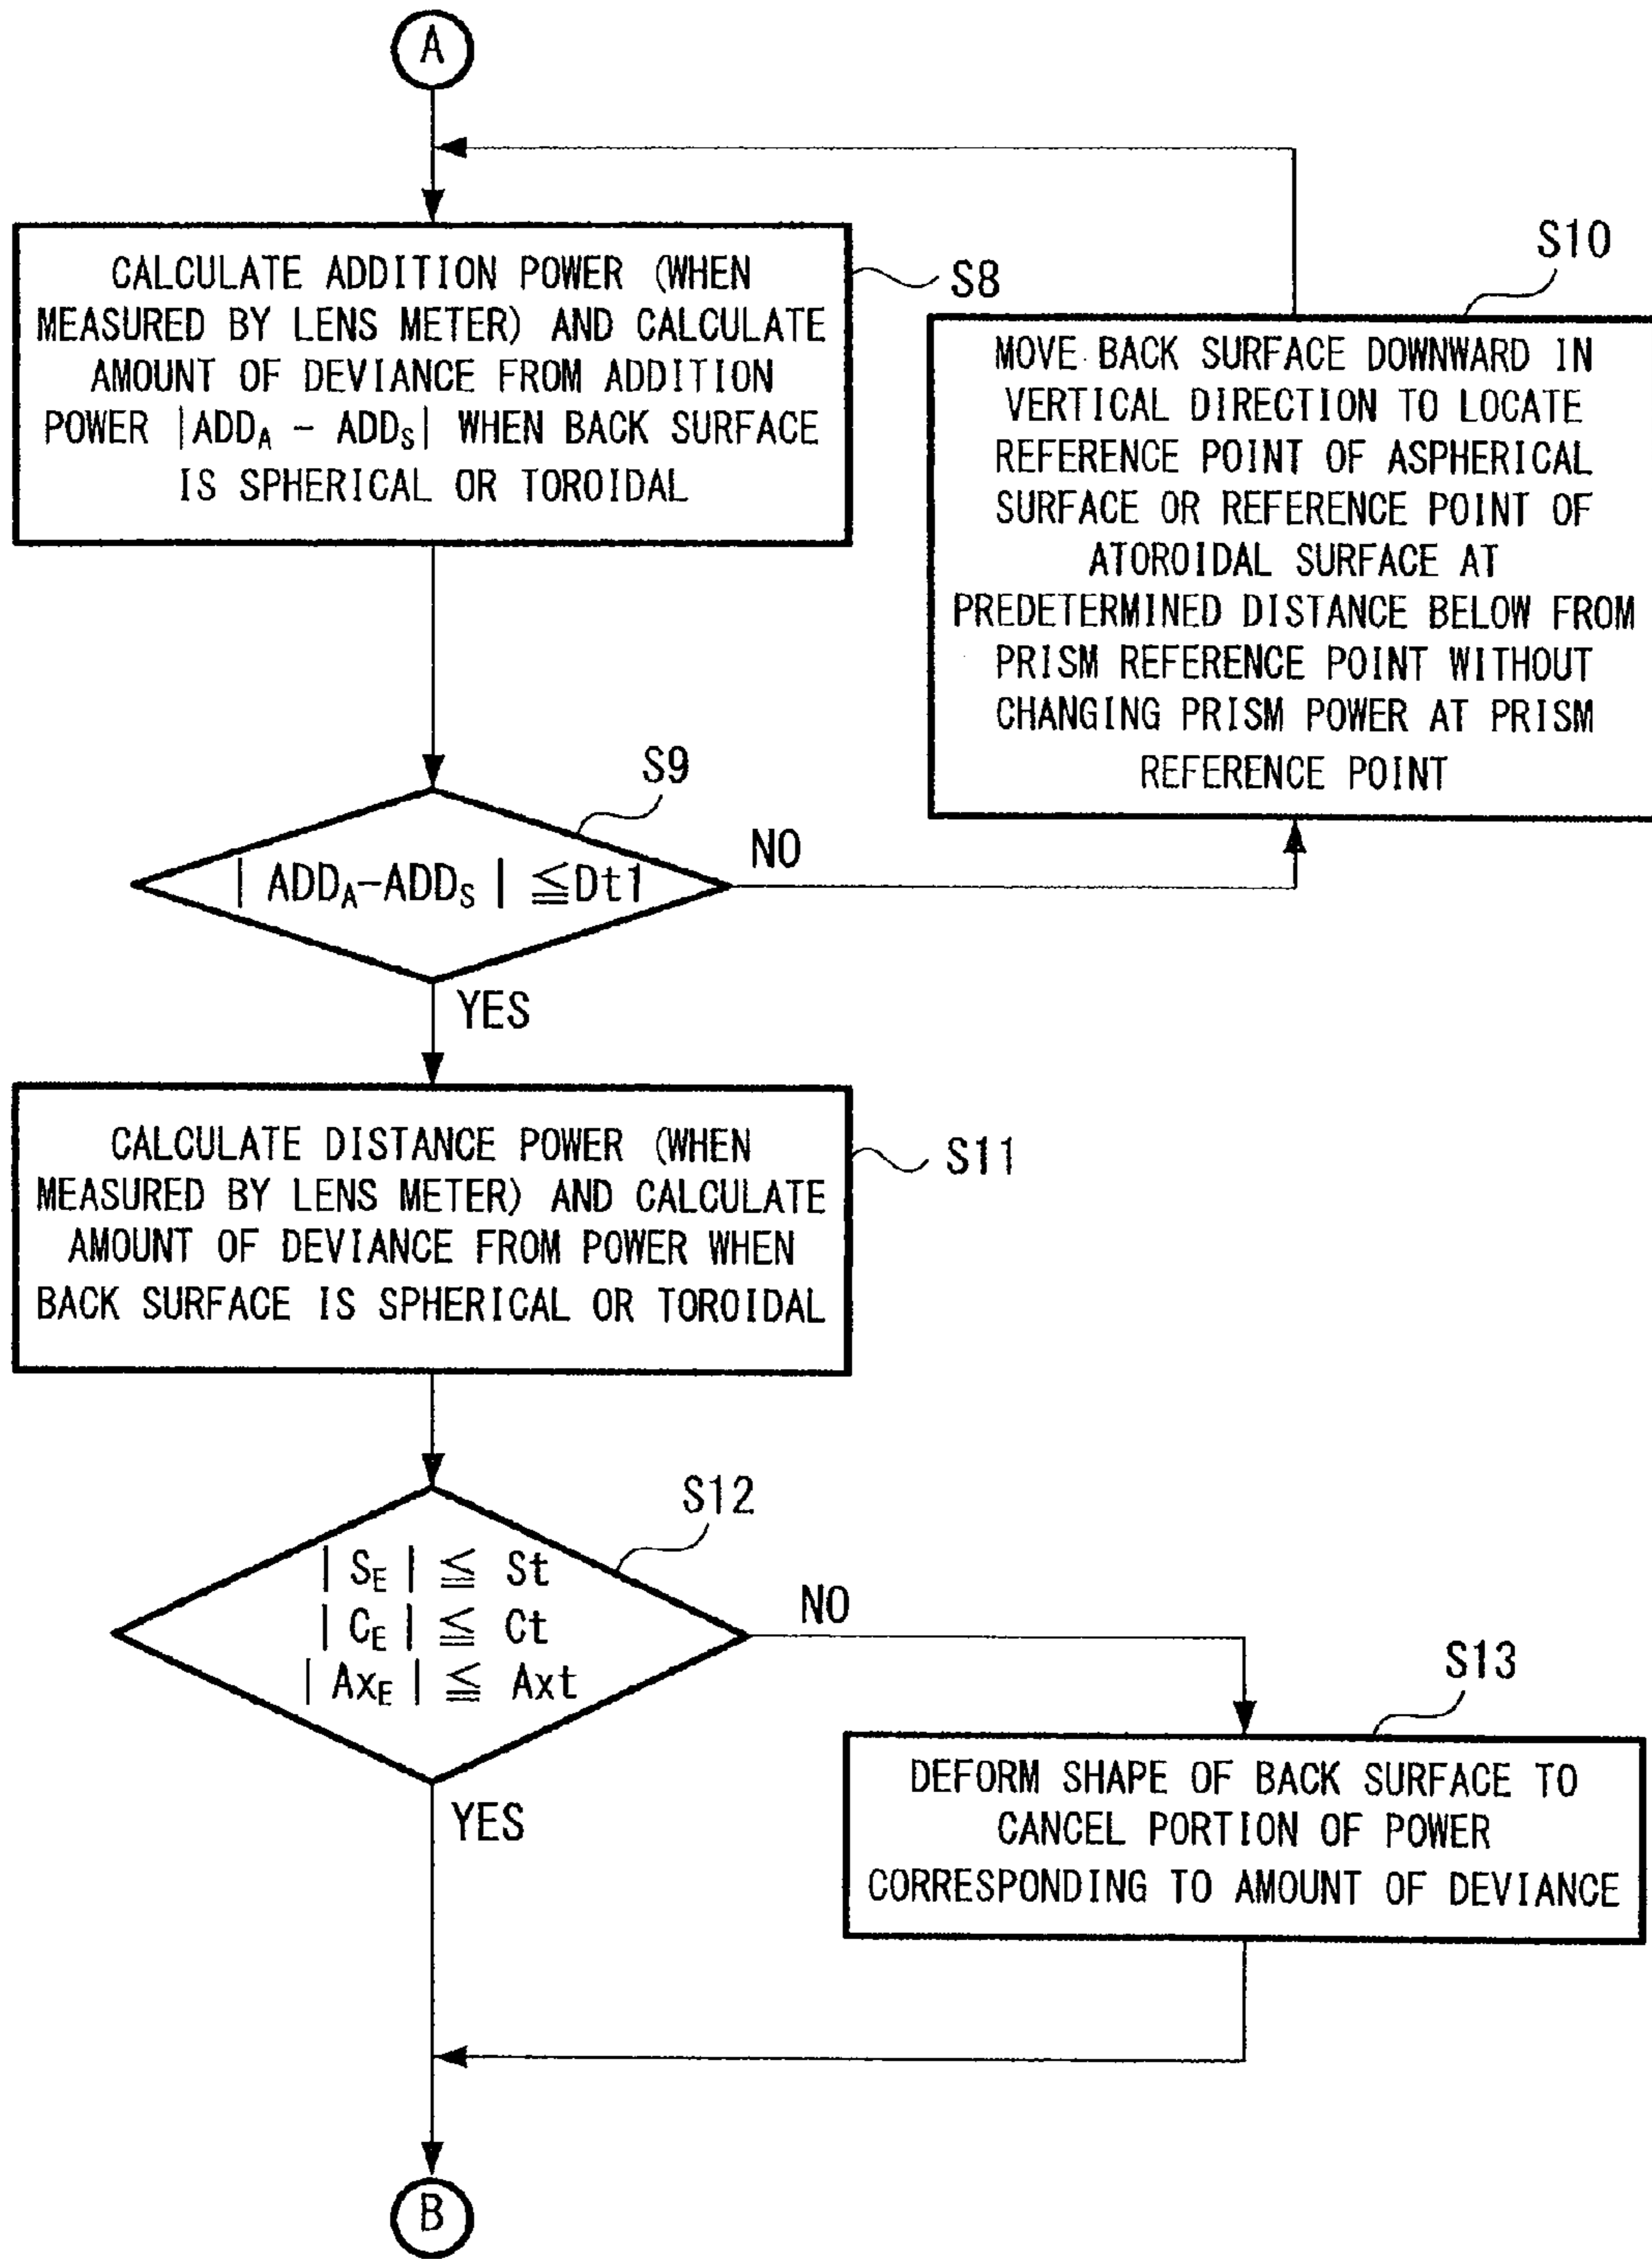 A
CALCULATE ADDITION POWER (WHEN
MEASURED BY LENS METER) AND CALCULATE
AMOUNT OF DEVIANCE FROM ADDITION
POWER |ADDA - ADDS| WHEN BACK SURFACE
IS SPHERICAL OR TOROIDAL
S8
S10
MOVE BACK SURFACE DOWNWARD IN
VERTICAL DIRECTION TO LOCATE
REFERENCE POINT OF ASPHERICAL
SURFACE OR REFERENCE POINT OF
ATOROIDAL SURFACE AT
PREDETERMINED DISTANCE BELOW FROM
PRISM REFERENCE POINT WITHOUT
CHANGING PRISM POWER AT PRISM
REFERENCE POINT
S9
| ADDA-ADDS | ≦Dt1
NO
YES
CALCULATE DISTANCE POWER (WHEN
MEASURED BY LENS METER) AND CALCULATE
AMOUNT OF DEVIANCE FROM POWER WHEN
BACK SURFACE IS SPHERICAL OR TOROIDAL
S11
S12
| SE | ≦ St
| CE | ≦ Ct
| AxE | ≦ Axt
NO
YES
S13
DEFORM SHAPE OF BACK SURFACE TO
CANCEL PORTION OF POWER
CORRESPONDING TO AMOUNT OF DEVIANCE
B